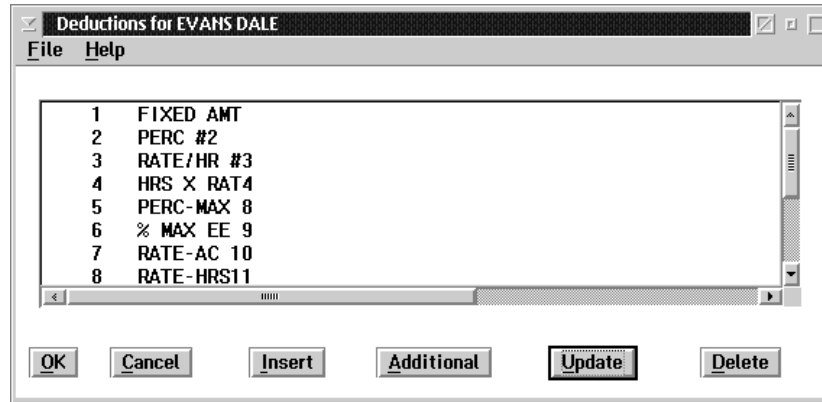 Deductions for EVANS DALE
File Help
1 FIXED AMT
2 PERC #2
3 RATE/HR #3
4 HRS X RAT4
5 PERC-MAX 8
6 % MAX EE 9
7 RATE-AC 10
8 RATE-HRS11
OK Cancel Insert Additional Update Delete